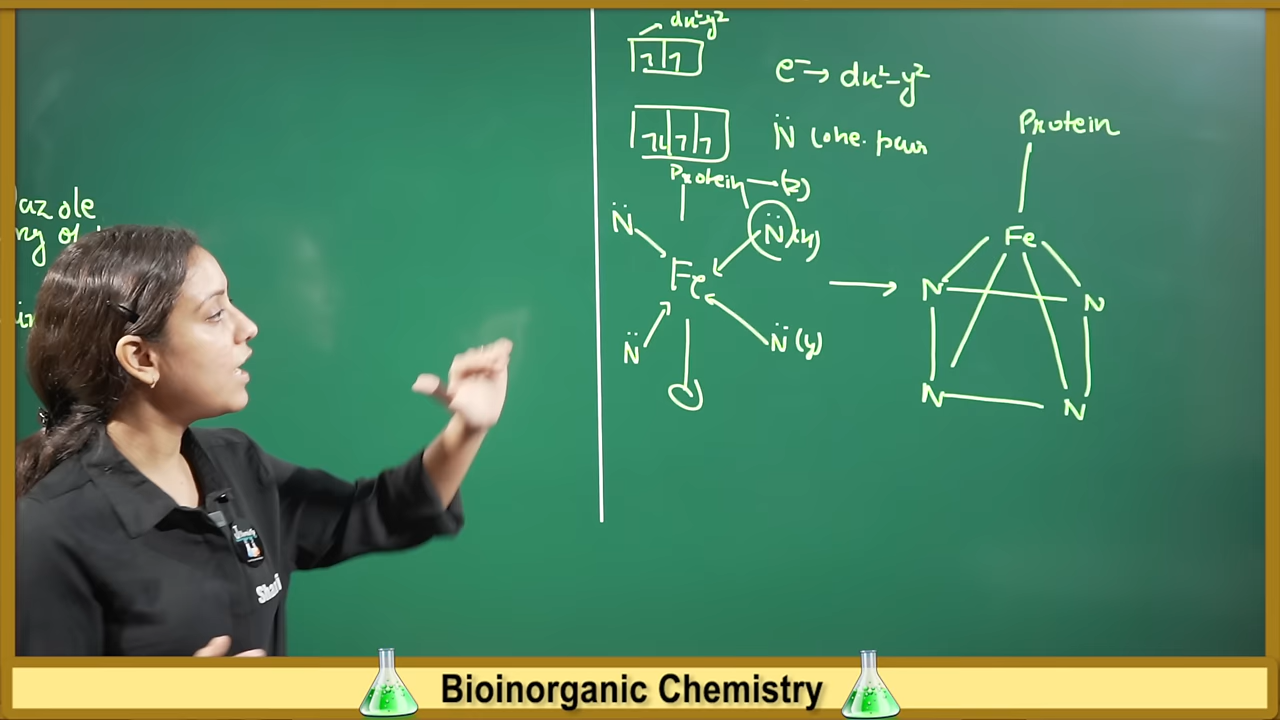 dx²-y²
e⁻ → dx²-y²
N̈ lone pair
Protein → (z)
Protein
azole
N̈
N̈ (x)
Fe
Fe
N
N
N̈
N̈ (y)
N
N
Bioinorganic Chemistry